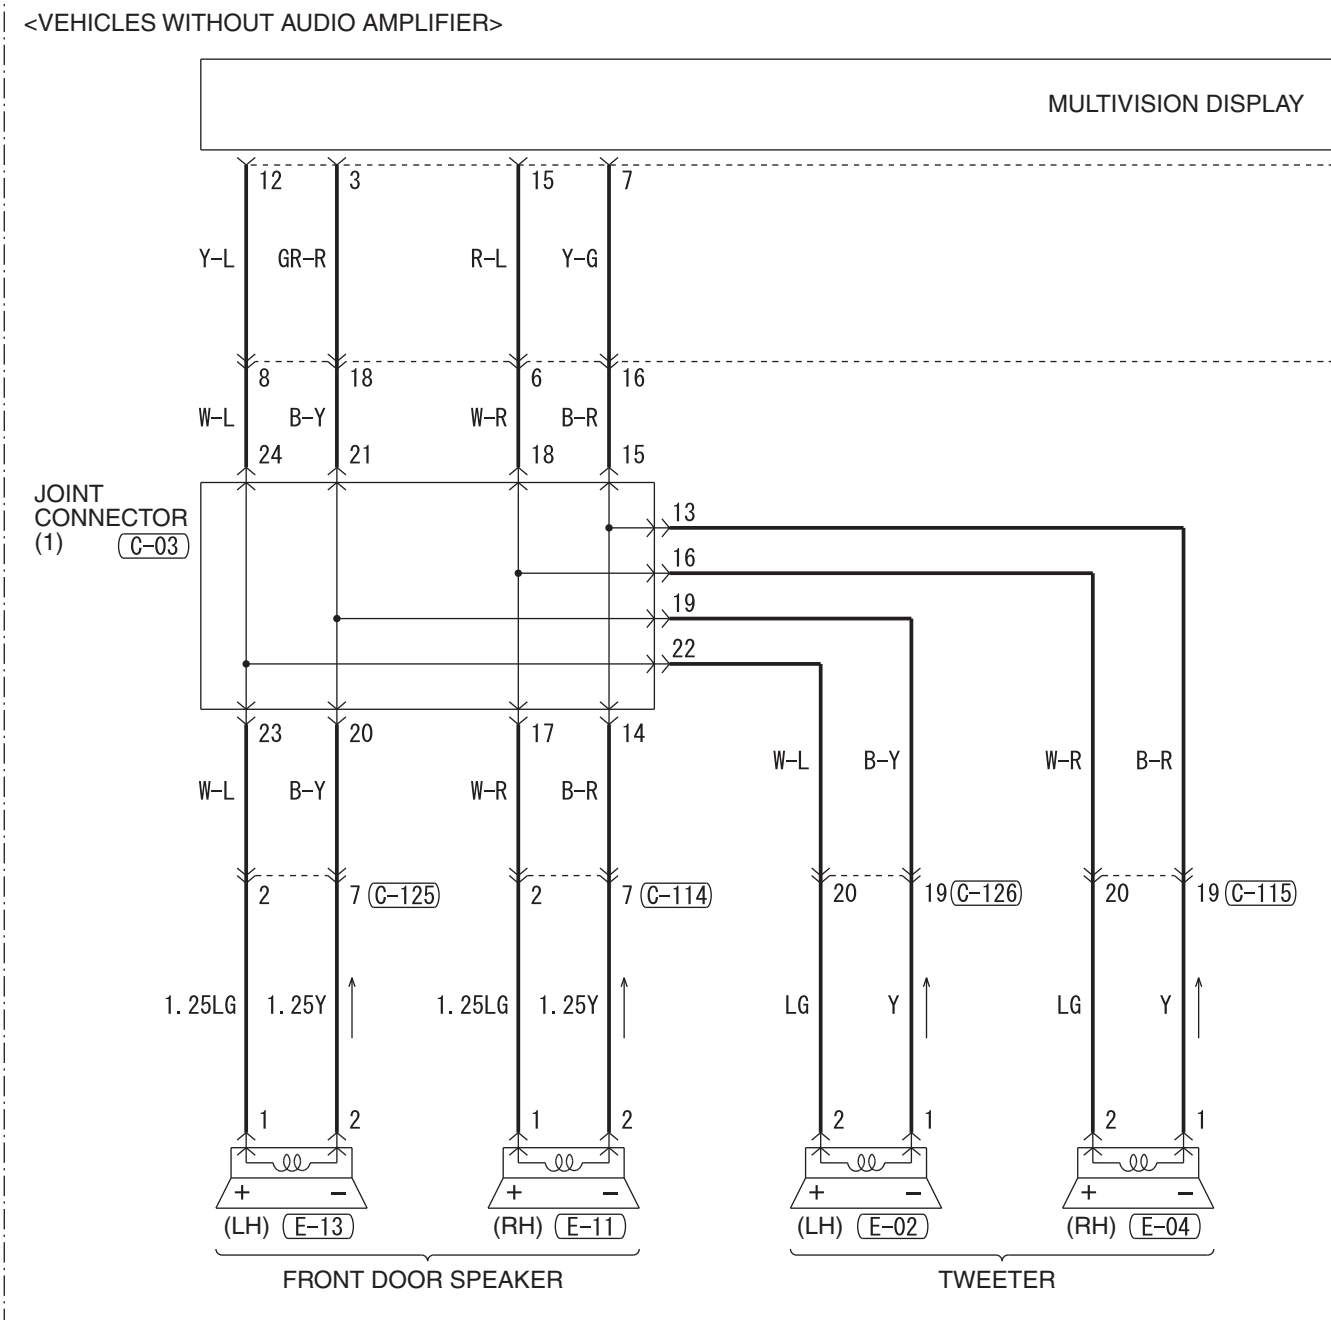 <VEHICLES WITHOUT AUDIO AMPLIFIER>
MULTIVISION DISPLAY
12 3 15 7
Y-L GR-R R-L Y-G
8 18 6 16
W-L B-Y W-R B-R
24 21 18 15
JOINT
CONNECTOR
(1) C-03
13
16
19
22
23 20 17 14
W-L B-Y W-R B-R
W-L B-Y W-R B-R
2 7 C-125 2 7 C-114 20 19 C-126 20 19 C-115
1.25LG 1.25Y 1.25LG 1.25Y LG Y LG Y
1 2 1 2 2 1 2 1
+ − + − + − + −
(LH) E-13 (RH) E-11 (LH) E-02 (RH) E-04
FRONT DOOR SPEAKER TWEETER